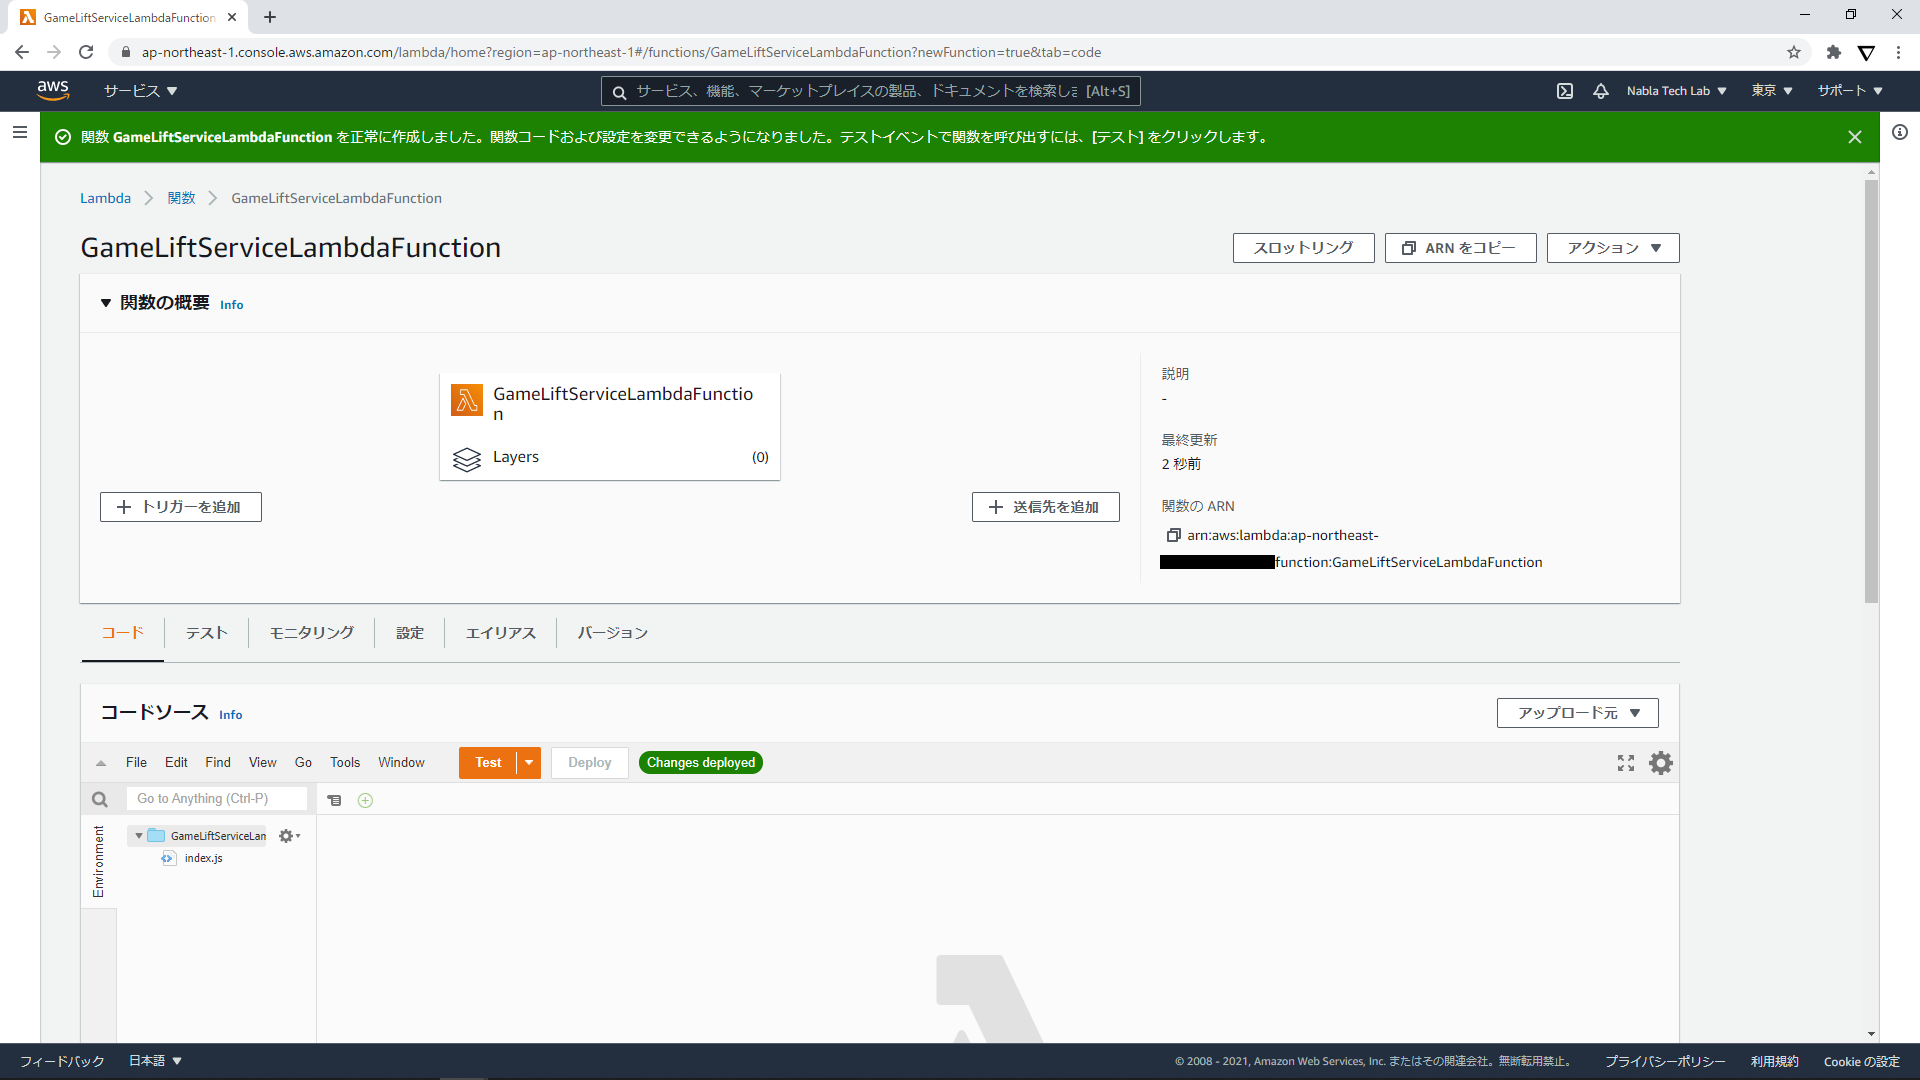 GameLiftServiceLambdaFunction
ap-northeast-1.console.aws.amazon.com/lambda/home?region=ap-northeast-1#/functions/GameLiftServiceLambdaFunction?newFunction=true&tab=code
aws サービス サービス、機能、マーケットプレイスの製品、ドキュメントを検索しま [Alt+S] Nabla Tech Lab 東京 サポート
関数 GameLiftServiceLambdaFunction を正常に作成しました。関数コードおよび設定を変更できるようになりました。テストイベントで関数を呼び出すには、[テスト] をクリックします。
Lambda 関数 GameLiftServiceLambdaFunction
GameLiftServiceLambdaFunction スロットリング ARN をコピー アクション
関数の概要 Info
GameLiftServiceLambdaFunctio
n
Layers (0)
トリガーを追加
送信先を追加
説明
-
最終更新
2 秒前
関数の ARN
arn:aws:lambda:ap-northeast-
function:GameLiftServiceLambdaFunction
コード テスト モニタリング 設定 エイリアス バージョン
コードソース Info アップロード元
File Edit Find View Go Tools Window Test Deploy Changes deployed
Go to Anything (Ctrl-P)
Environment
GameLiftServiceLam
index.js
フィードバック 日本語 © 2008 - 2021, Amazon Web Services, Inc. またはその関連会社。無断転用禁止。 プライバシーポリシー 利用規約 Cookie の設定